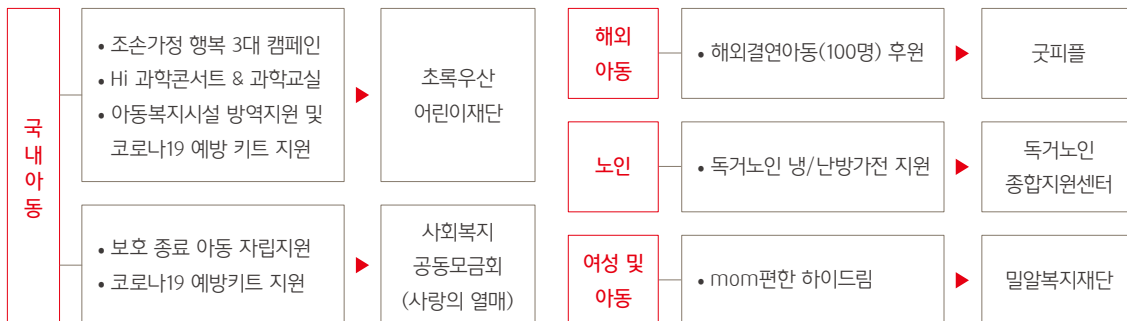 국
내
아
동
• 조손가정 행복 3대 캠페인
• Hi 과학콘서트 & 과학교실
• 아동복지시설 방역지원 및
코로나19 예방 키트 지원
초록우산
어린이재단
• 보호 종료 아동 자립지원
• 코로나19 예방키트 지원
사회복지
공동모금회
(사랑의 열매)
해외
아동
• 해외결연아동(100명) 후원
굿피플
노인
• 독거노인 냉/난방가전 지원
독거노인
종합지원센터
여성 및
아동
• mom편한 하이드림
밀알복지재단